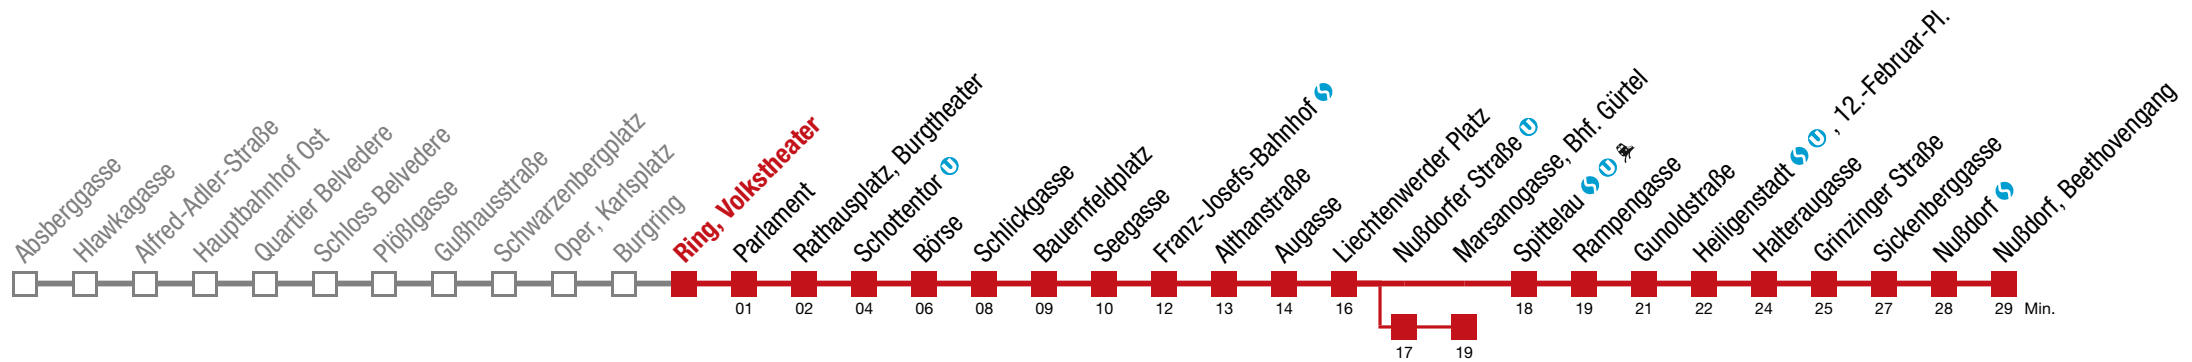 Absberggasse
Hlawkagasse
Alfred-Adler-Straße
Hauptbahnhof Ost
Quartier Belvedere
Schloss Belvedere
Plößlgasse
Gußhausstraße
Schwarzenbergplatz
Oper, Karlsplatz
Burgring
Ring, Volkstheater
Parlament
Rathausplatz, Burgtheater
Schottentor U
Börse
Schlickgasse
Bauernfeldplatz
Seegasse
Franz-Josefs-Bahnhof S
Althanstraße
Augasse
Liechtenwerder Platz
Nußdorfer Straße U
Marsanogasse, Bhf. Gürtel
Spittelau S U
Rampengasse
Gunoldstraße
Heiligenstadt S U , 12.-Februar-Pl.
Halteraugasse
Grinzinger Straße
Sickenberggasse
Nußdorf S
Nußdorf, Beethovengang
01 02 04 06 08 09 10 12 13 14 16 18 19 21 22 24 25 27 28 29 Min.
17 19